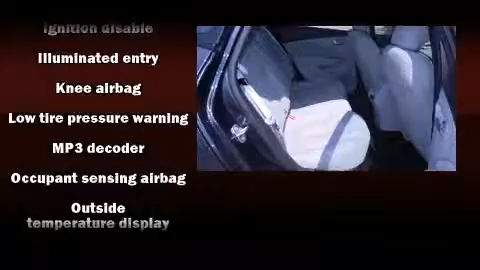 Ignition disable
Illuminated entry
Knee airbag
Low tire pressure warning
MP3 decoder
Occupant sensing airbag
Outside
temperature display